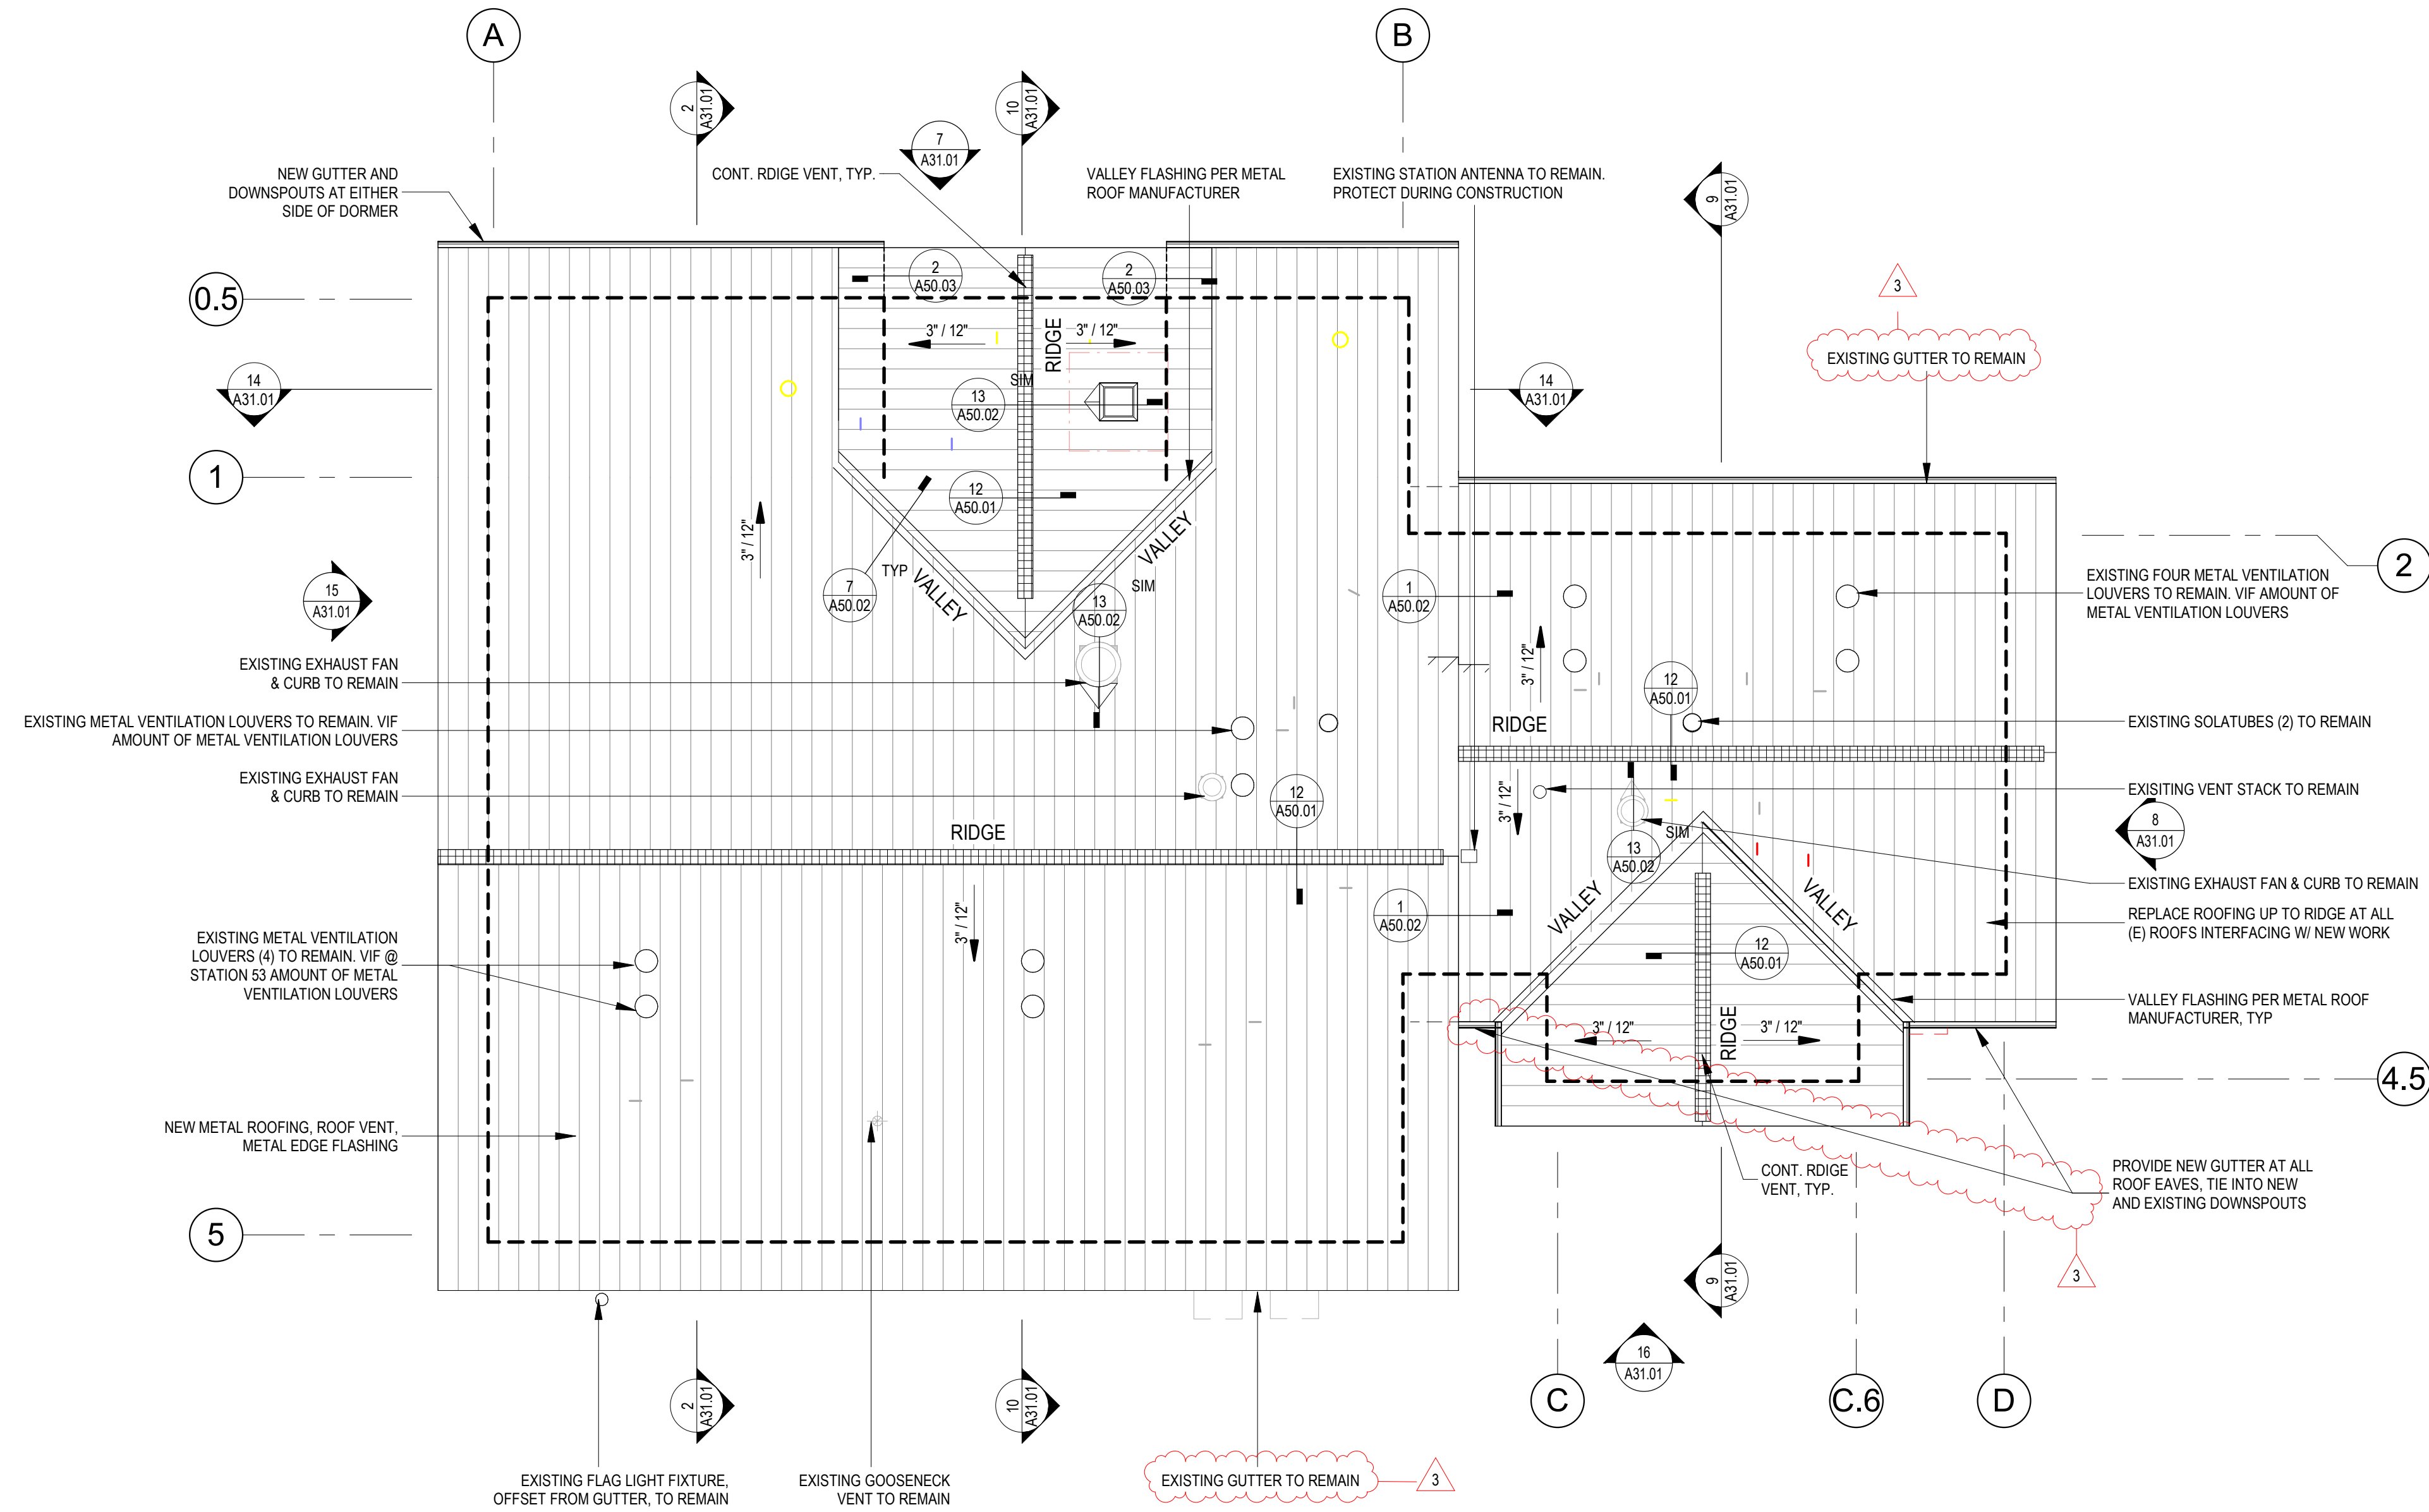 A
B
2
A31.01
10
A31.01
7
A31.01
9
A31.01
NEW GUTTER AND
DOWNSPOUTS AT EITHER
SIDE OF DORMER
CONT. RDIGE VENT, TYP.
VALLEY FLASHING PER METAL
ROOF MANUFACTURER
EXISTING STATION ANTENNA TO REMAIN.
PROTECT DURING CONSTRUCTION
0.5
2
A50.03
2
A50.03
3
EXISTING GUTTER TO REMAIN
3" / 12"
RIDGE
3" / 12"
SIM
14
A31.01
13
A50.02
14
A31.01
1
12
A50.01
3" / 12"
VALLEY
TYP
VALLEY
SIM
7
A50.02
13
A50.02
15
A31.01
1
A50.02
2
EXISTING FOUR METAL VENTILATION
LOUVERS TO REMAIN. VIF AMOUNT OF
METAL VENTILATION LOUVERS
EXISTING EXHAUST FAN
& CURB TO REMAIN
3" / 12"
12
A50.01
EXISTING METAL VENTILATION LOUVERS TO REMAIN. VIF
AMOUNT OF METAL VENTILATION LOUVERS
RIDGE
EXISTING SOLATUBES (2) TO REMAIN
EXISTING EXHAUST FAN
& CURB TO REMAIN
12
A50.01
3" / 12"
EXISITING VENT STACK TO REMAIN
RIDGE
SIM
13
A50.02
8
A31.01
EXISTING EXHAUST FAN & CURB TO REMAIN
3" / 12"
1
A50.02
VALLEY
VALLEY
REPLACE ROOFING UP TO RIDGE AT ALL
(E) ROOFS INTERFACING W/ NEW WORK
EXISTING METAL VENTILATION
LOUVERS (4) TO REMAIN. VIF @
STATION 53 AMOUNT OF METAL
VENTILATION LOUVERS
12
A50.01
VALLEY FLASHING PER METAL ROOF
MANUFACTURER, TYP
3" / 12"
RIDGE
3" / 12"
4.5
NEW METAL ROOFING, ROOF VENT,
METAL EDGE FLASHING
CONT. RDIGE
VENT, TYP.
PROVIDE NEW GUTTER AT ALL
ROOF EAVES, TIE INTO NEW
AND EXISTING DOWNSPOUTS
5
3
9
A31.01
16
A31.01
2
A31.01
10
A31.01
C
C.6
D
EXISTING FLAG LIGHT FIXTURE,
OFFSET FROM GUTTER, TO REMAIN
EXISTING GOOSENECK
VENT TO REMAIN
EXISTING GUTTER TO REMAIN
3